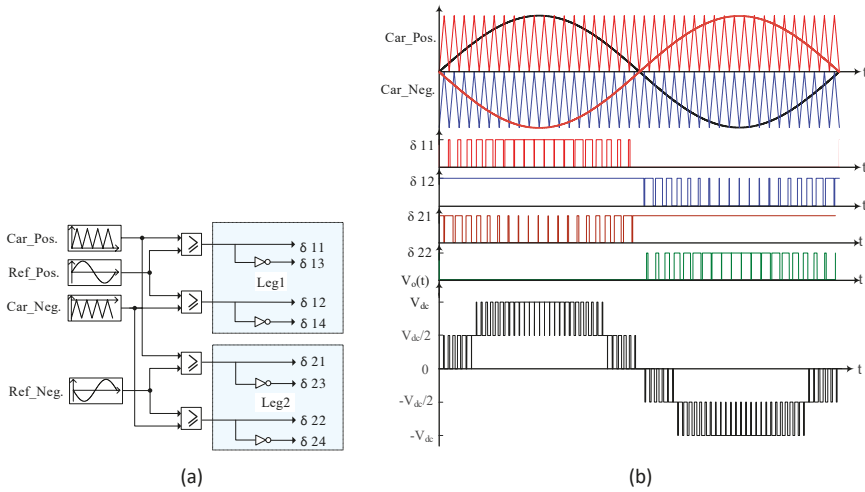 Car_Pos.
Ref_Pos.
Car_Neg.
Ref_Neg.
≥
≥
≥
≥
δ 11
δ 13
Leg1
δ 12
δ 14
δ 21
δ 23
Leg2
δ 22
δ 24
(a)
Car_Pos.
t
Car_Neg.
δ 11
t
δ 12
t
δ 21
t
δ 22
t
Vo(t)
Vdc
Vdc/2
0
t
-Vdc/2
-Vdc
(b)